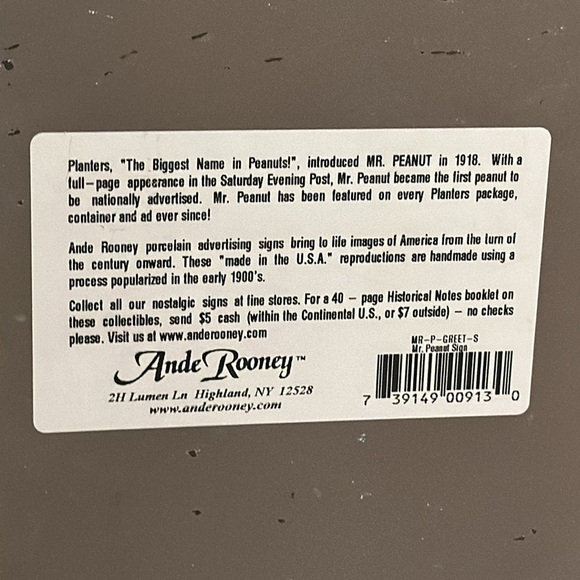 Planters, "The Biggest Name in Peanuts!", introduced MR. PEANUT in 1918. With a
full-page appearance in the Saturday Evening Post, Mr. Peanut became the first peanut to
be nationally advertised. Mr. Peanut has been featured on every Planters package,
container and ad ever since!
Ande Rooney porcelain advertising signs bring to life images of America from the turn of
the century onward. These "made in the U.S.A." reproductions are handmade using a
process popularized in the early 1900's.
Collect all our nostalgic signs at fine stores. For a 40 – page Historical Notes booklet on
these collectibles, send $5 cash (within the Continental U.S., or $7 outside) – no checks
please. Visit us at www.anderooney.com
Ande Rooney™
2H Lumen Ln Highland, NY 12528
www.anderooney.com
MR-P-GREET-S
Mr. Peanut Sign
7 39149 00913 0